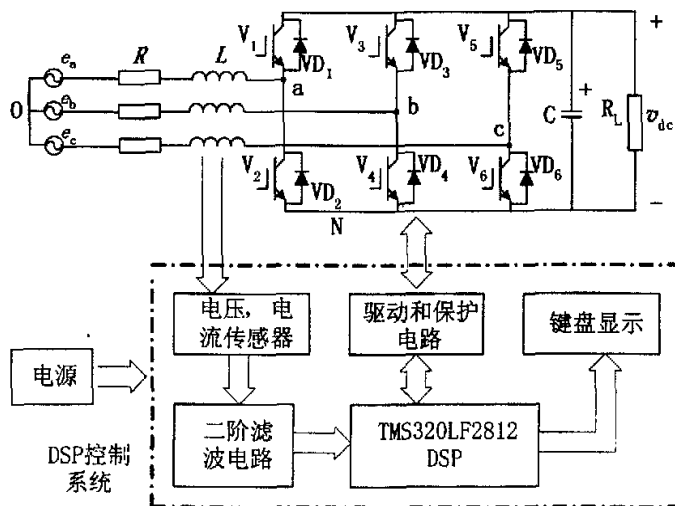 V1 V3 V5
ea R L VD1 VD3 VD5 +
a
O eb b C + RL vdc
ec c
V2 V4 V6
VD2 VD4 VD6
N −
电压，电
流传感器
驱动和保护
电路
键盘显示
电源
二阶滤
波电路
TMS320LF2812
DSP
DSP控制
系统